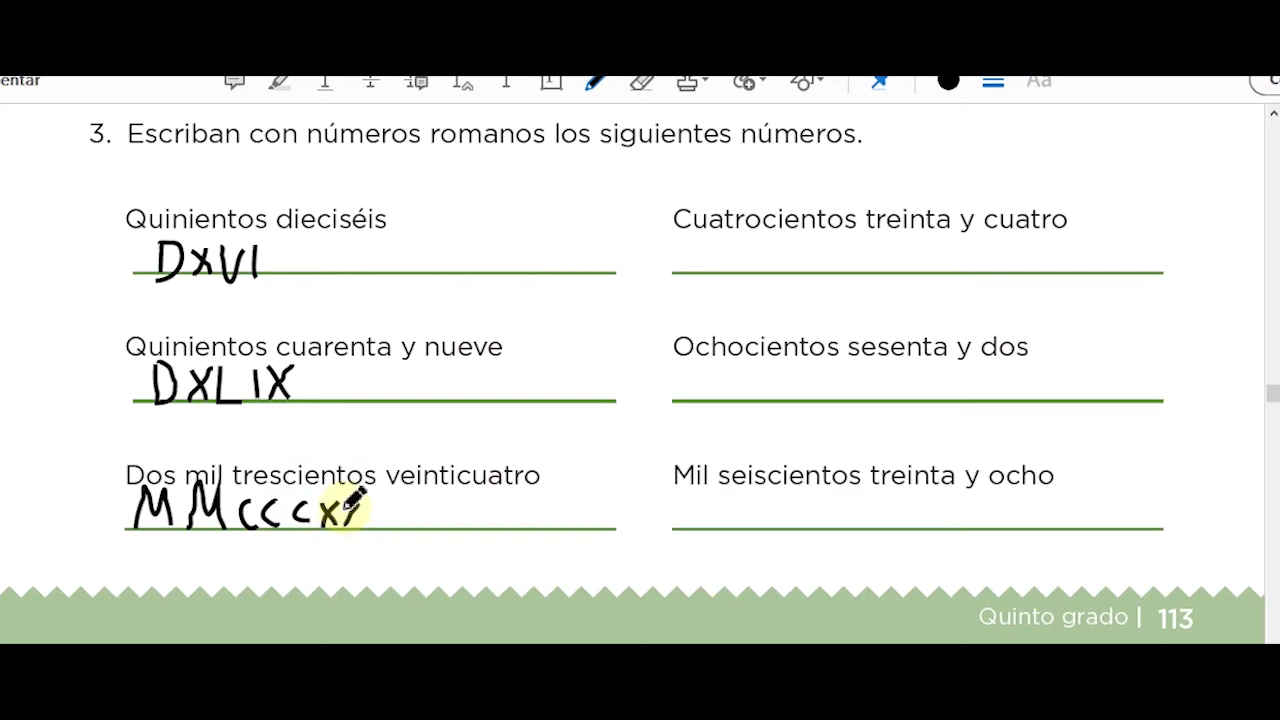 entar
3. Escriban con números romanos los siguientes números.
Quinientos dieciséis
DXVI
Cuatrocientos treinta y cuatro
Quinientos cuarenta y nueve
DXLIX
Ochocientos sesenta y dos
Dos mil trescientos veinticuatro
MMCCCX
Mil seiscientos treinta y ocho
Quinto grado | 113